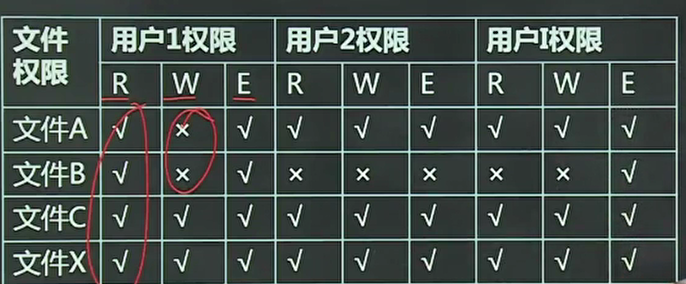 文件权限 用户1权限 用户2权限 用户I权限
R W E R W E R W E
文件A √ × √ √ √ √ √ √ √
文件B √ × √ × × × × × √
文件C √ √ √ √ √ √ √ √ √
文件X √ √ √ √ √ √ √ √ √